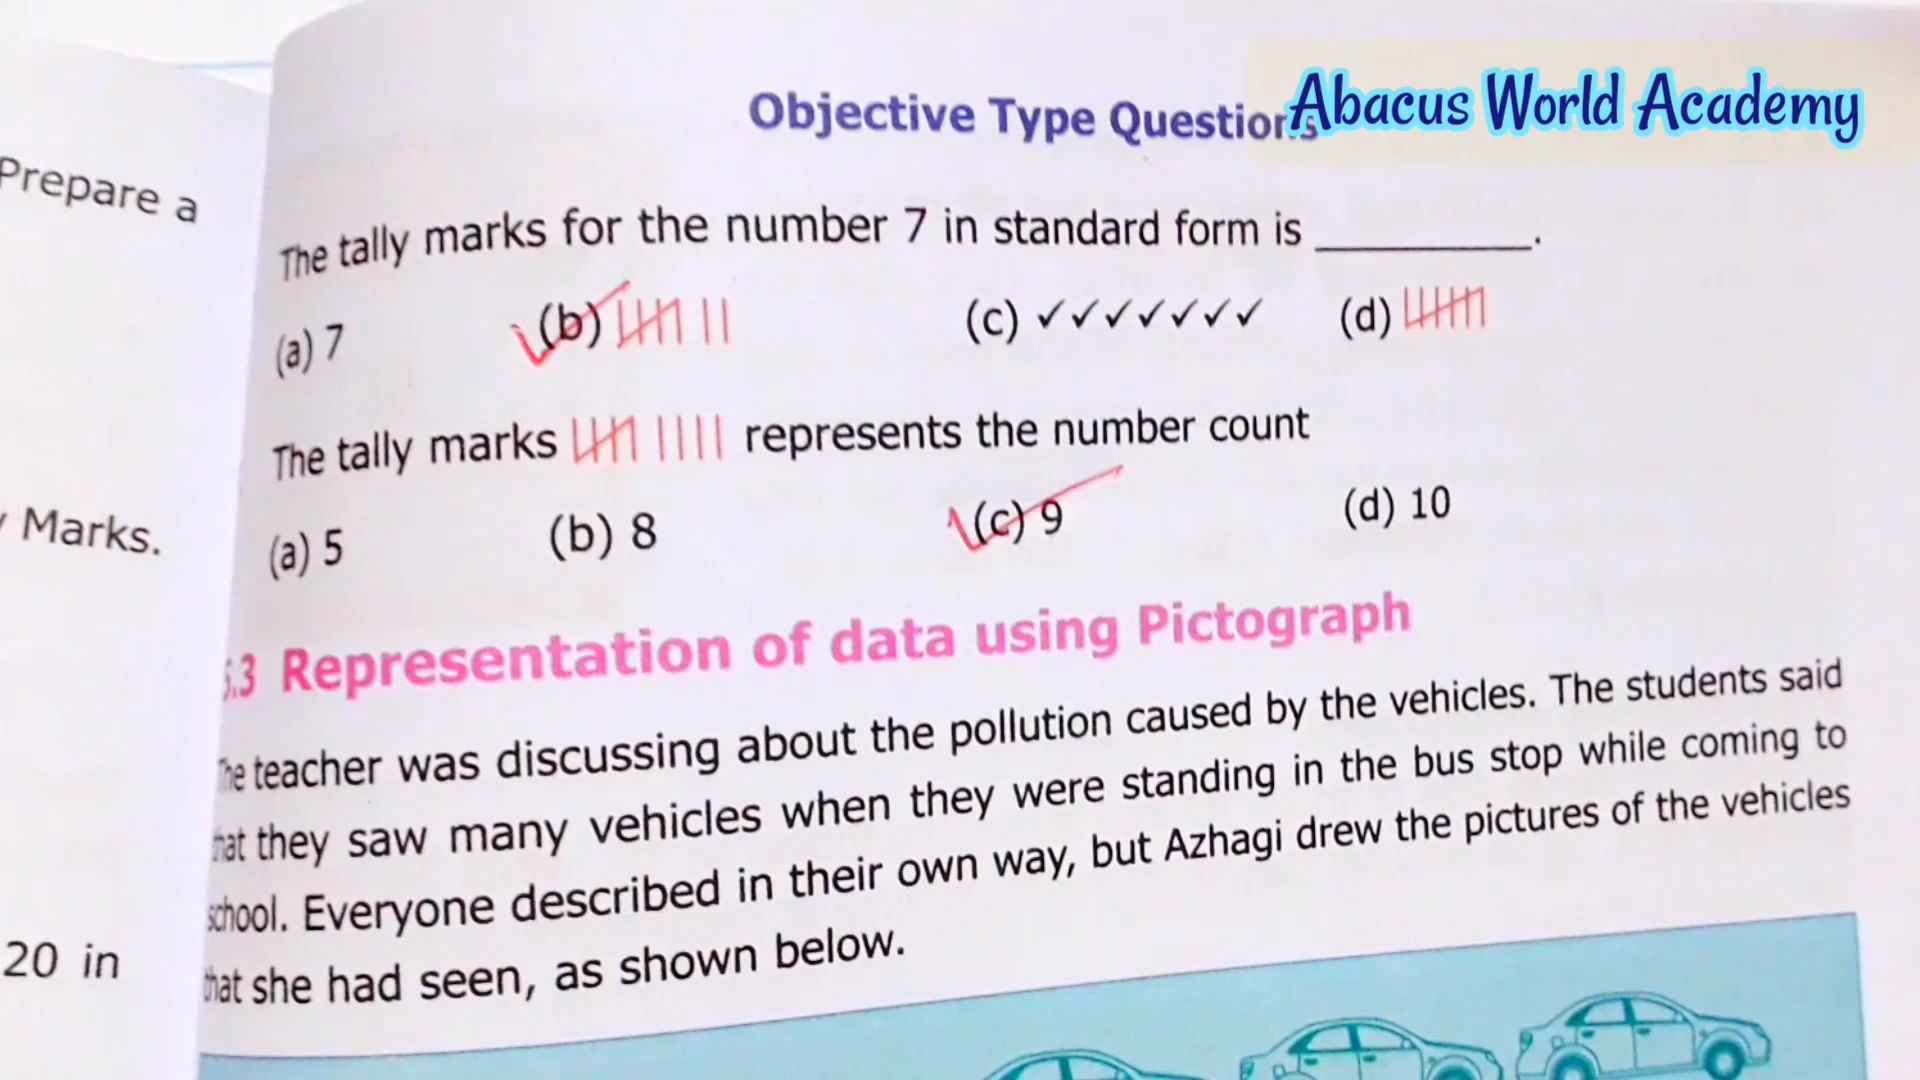 Abacus World Academy
Prepare a
Marks.
20 in
Objective Type Questions
The tally marks for the number 7 in standard form is __________.
(a) 7 (b) (c) ✓✓✓✓✓✓✓ (d)
The tally marks represents the number count
(a) 5 (b) 8 (c) 9 (d) 10
.3 Representation of data using Pictograph
The teacher was discussing about the pollution caused by the vehicles. The students said
that they saw many vehicles when they were standing in the bus stop while coming to
school. Everyone described in their own way, but Azhagi drew the pictures of the vehicles
that she had seen, as shown below.